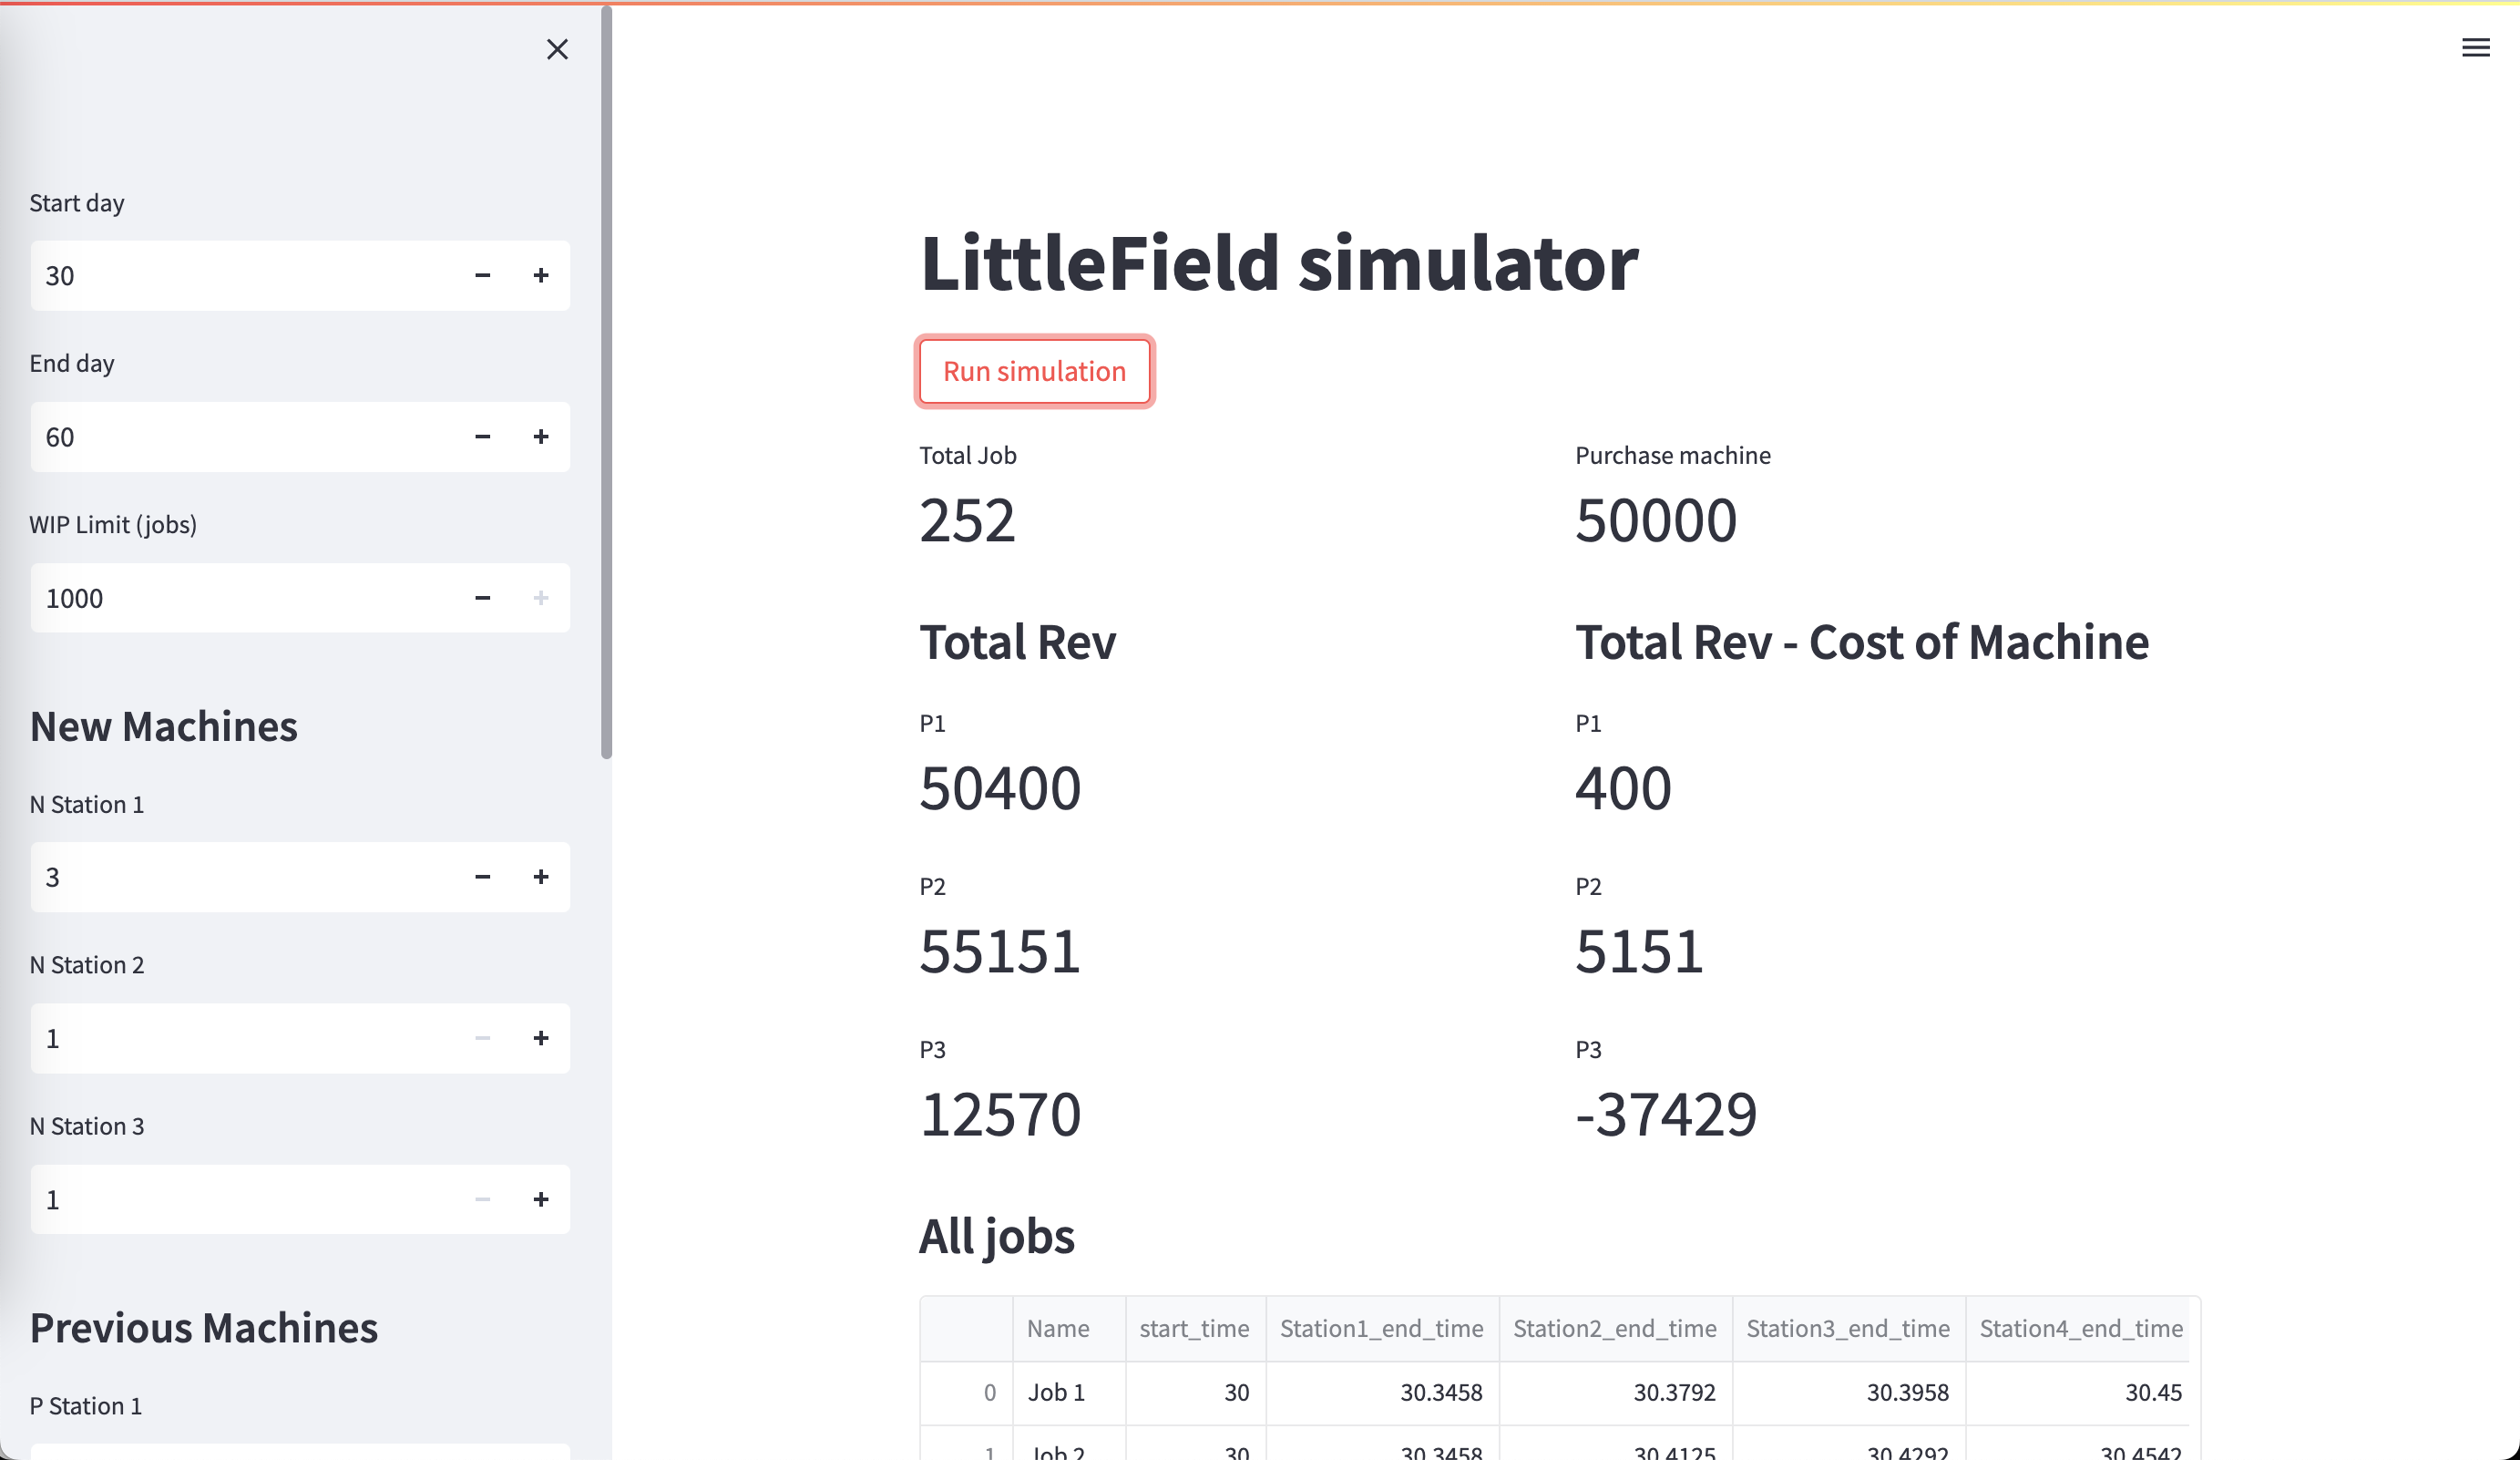 Start day
30
End day
60
WIP Limit (jobs)
1000
New Machines
N Station 1
3
N Station 2
1
N Station 3
1
Previous Machines
P Station 1
LittleField simulator
Run simulation
Total Job
252
Purchase machine
50000
Total Rev
P1
50400
P2
55151
P3
12570
Total Rev - Cost of Machine
P1
400
P2
5151
P3
-37429
All jobs
Name start_time Station1_end_time Station2_end_time Station3_end_time Station4_end_time
0 Job 1 30 30.3458 30.3792 30.3958 30.45
1 Job 2 30 30.3458 30.4125 30.4292 30.4542